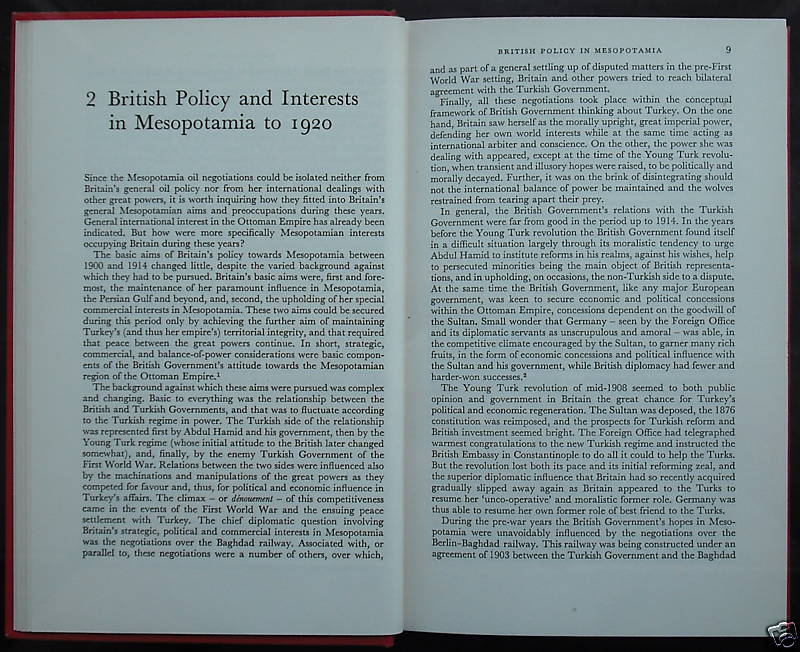 2 British Policy and Interests
in Mesopotamia to 1920
Since the Mesopotamia oil negotiations could be isolated neither from
Britain's general oil policy nor from her international dealings with
other great powers, it is worth inquiring how they fitted into Britain's
general Mesopotamian aims and preoccupations during these years.
General international interest in the Ottoman Empire has already been
indicated. But how were more specifically Mesopotamian interests
occupying Britain during these years?
The basic aims of Britain's policy towards Mesopotamia between
1900 and 1914 changed little, despite the varied background against
which they had to be pursued. Britain's basic aims were, first and fore-
most, the maintenance of her paramount influence in Mesopotamia,
the Persian Gulf and beyond, and, second, the upholding of her special
commercial interests in Mesopotamia. These two aims could be secured
during this period only by achieving the further aim of maintaining
Turkey's (and thus her empire's) territorial integrity, and that required
that peace between the great powers continue. In short, strategic,
commercial, and balance-of-power considerations were basic compon-
ents of the British Government's attitude towards the Mesopotamian
region of the Ottoman Empire.¹
The background against which these aims were pursued was complex
and changing. Basic to everything was the relationship between the
British and Turkish Governments, and that was to fluctuate according
to the Turkish regime in power. The Turkish side of the relationship
was represented first by Abdul Hamid and his government, then by the
Young Turk regime (whose initial attitude to the British later changed
somewhat), and, finally, by the enemy Turkish Government of the
First World War. Relations between the two sides were influenced also
by the machinations and manipulations of the great powers as they
competed for favour and, thus, for political and economic influence in
Turkey's affairs. The climax – or dénouement – of this competitiveness
came in the events of the First World War and the ensuing peace
settlement with Turkey. The chief diplomatic question involving
Britain's strategic, political and commercial interests in Mesopotamia
was the negotiations over the Baghdad railway. Associated with, or
parallel to, these negotiations were a number of others, over which,
BRITISH POLICY IN MESOPOTAMIA 9
and as part of a general settling up of disputed matters in the pre-First
World War setting, Britain and other powers tried to reach bilateral
agreement with the Turkish Government.
Finally, all these negotiations took place within the conceptual
framework of British Government thinking about Turkey. On the one
hand, Britain saw herself as the morally upright, great imperial power,
defending her own world interests while at the same time acting as
international arbiter and conscience. On the other, the power she was
dealing with appeared, except at the time of the Young Turk revolu-
tion, when transient and illusory hopes were raised, to be politically and
morally decayed. Further, it was on the brink of disintegrating should
not the international balance of power be maintained and the wolves
restrained from tearing apart their prey.
In general, the British Government's relations with the Turkish
Government were far from good in the period up to 1914. In the years
before the Young Turk revolution the British Government found itself
in a difficult situation largely through its moralistic tendency to urge
Abdul Hamid to institute reforms in his realms, against his wishes, help
to persecuted minorities being the main object of British representa-
tions, and in upholding, on occasions, the non-Turkish side to a dispute.
At the same time the British Government, like any major European
government, was keen to secure economic and political concessions
within the Ottoman Empire, concessions dependent on the goodwill of
the Sultan. Small wonder that Germany – seen by the Foreign Office
and its diplomatic servants as unscrupulous and amoral – was able, in
the competitive climate encouraged by the Sultan, to garner many rich
fruits, in the form of economic concessions and political influence with
the Sultan and his government, while British diplomacy had fewer and
harder-won successes.²
The Young Turk revolution of mid-1908 seemed to both public
opinion and government in Britain the great chance for Turkey's
political and economic regeneration. The Sultan was deposed, the 1876
constitution was reimposed, and the prospects for Turkish reform and
British investment seemed bright. The Foreign Office had telegraphed
warmest congratulations to the new Turkish regime and instructed the
British Embassy in Constantinople to do all it could to help the Turks.
But the revolution lost both its pace and its initial reforming zeal, and
the superior diplomatic influence that Britain had so recently acquired
gradually slipped away again as Britain appeared to the Turks to
resume her 'unco-operative' and moralistic former role. Germany was
thus able to resume her own former role of best friend to the Turks.
During the pre-war years the British Government's hopes in Meso-
potamia were unavoidably influenced by the negotiations over the
Berlin-Baghdad railway. This railway was being constructed under an
agreement of 1903 between the Turkish Government and the Baghdad